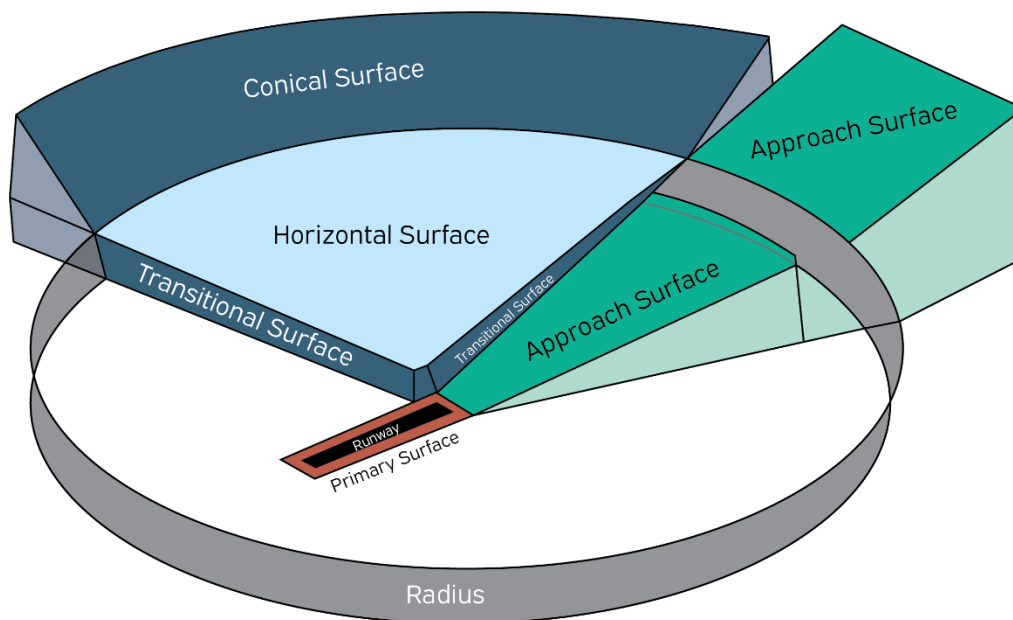 Conical Surface
Approach Surface
Horizontal Surface
Transitional Surface
Transitional Surface
Approach Surface
Runway
Primary Surface
Radius